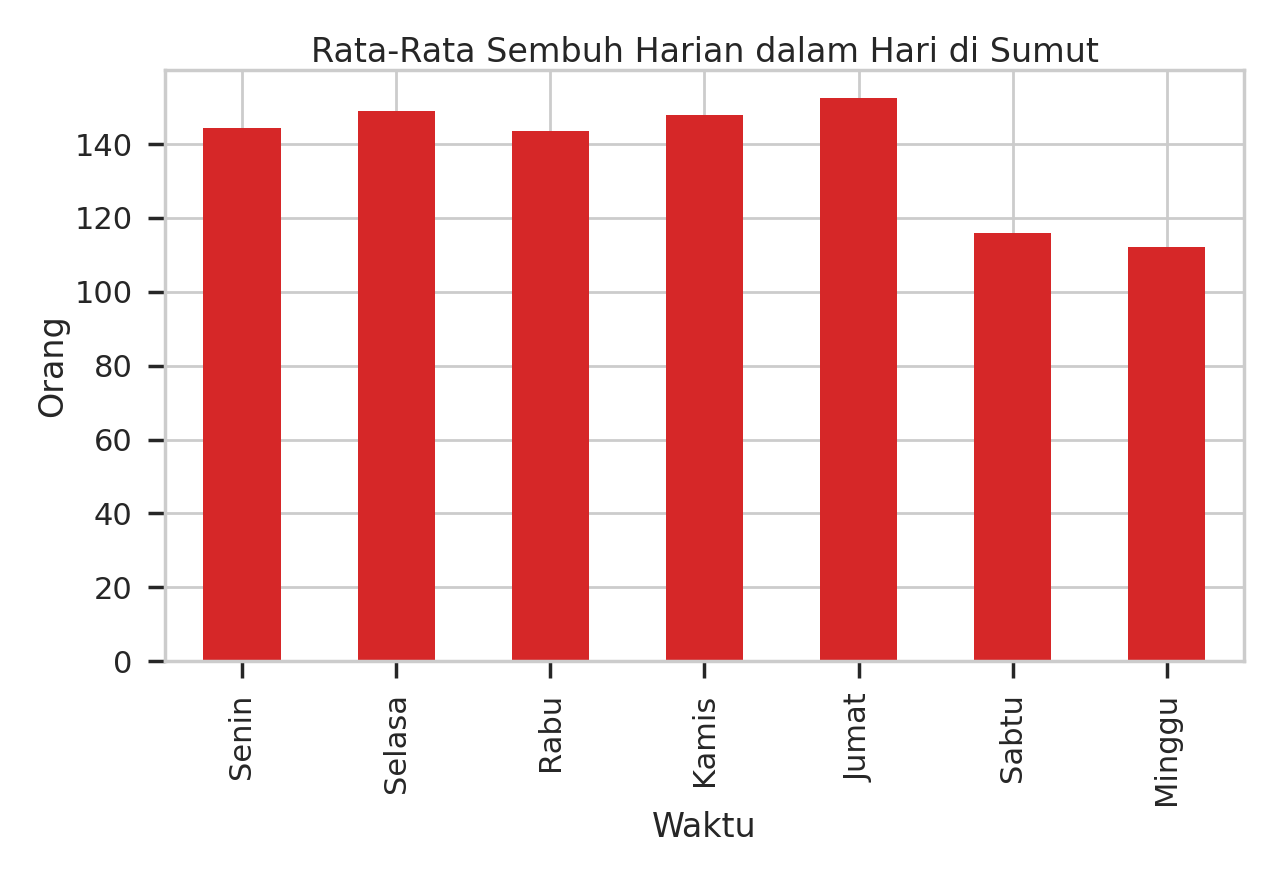 Rata-Rata Sembuh Harian dalam Hari di Sumut
Orang
140
120
100
80
60
40
20
0
Senin
Selasa
Rabu
Kamis
Jumat
Sabtu
Minggu
Waktu